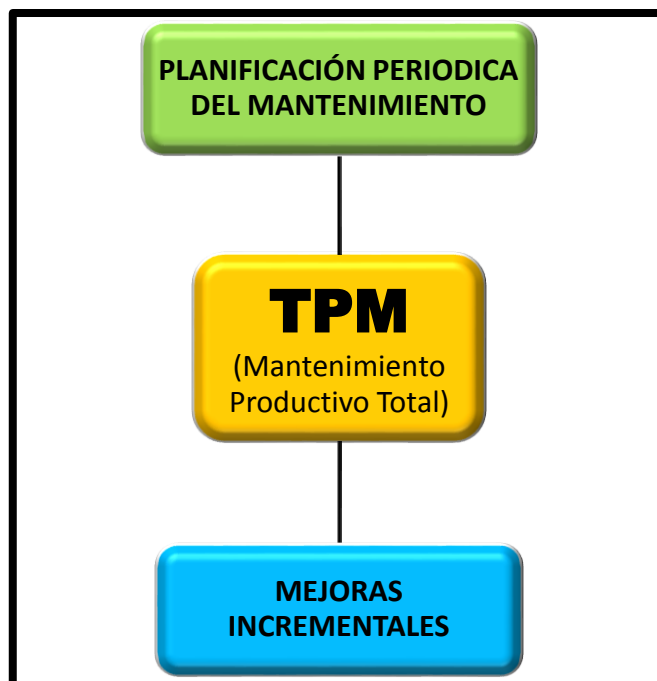 PLANIFICACIÓN PERIODICA
DEL MANTENIMIENTO
TPM
(Mantenimiento
Productivo Total)
MEJORAS
INCREMENTALES